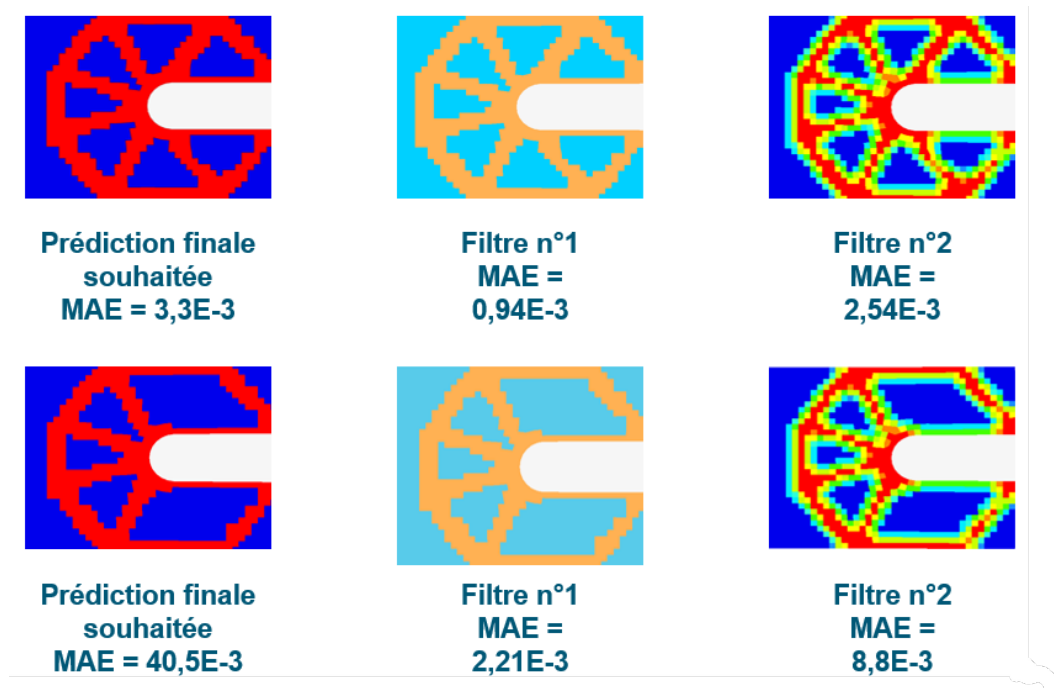 Prédiction finale
souhaitée
MAE = 3,3E-3
Filtre n°1
MAE =
0,94E-3
Filtre n°2
MAE =
2,54E-3
Prédiction finale
souhaitée
MAE = 40,5E-3
Filtre n°1
MAE =
2,21E-3
Filtre n°2
MAE =
8,8E-3